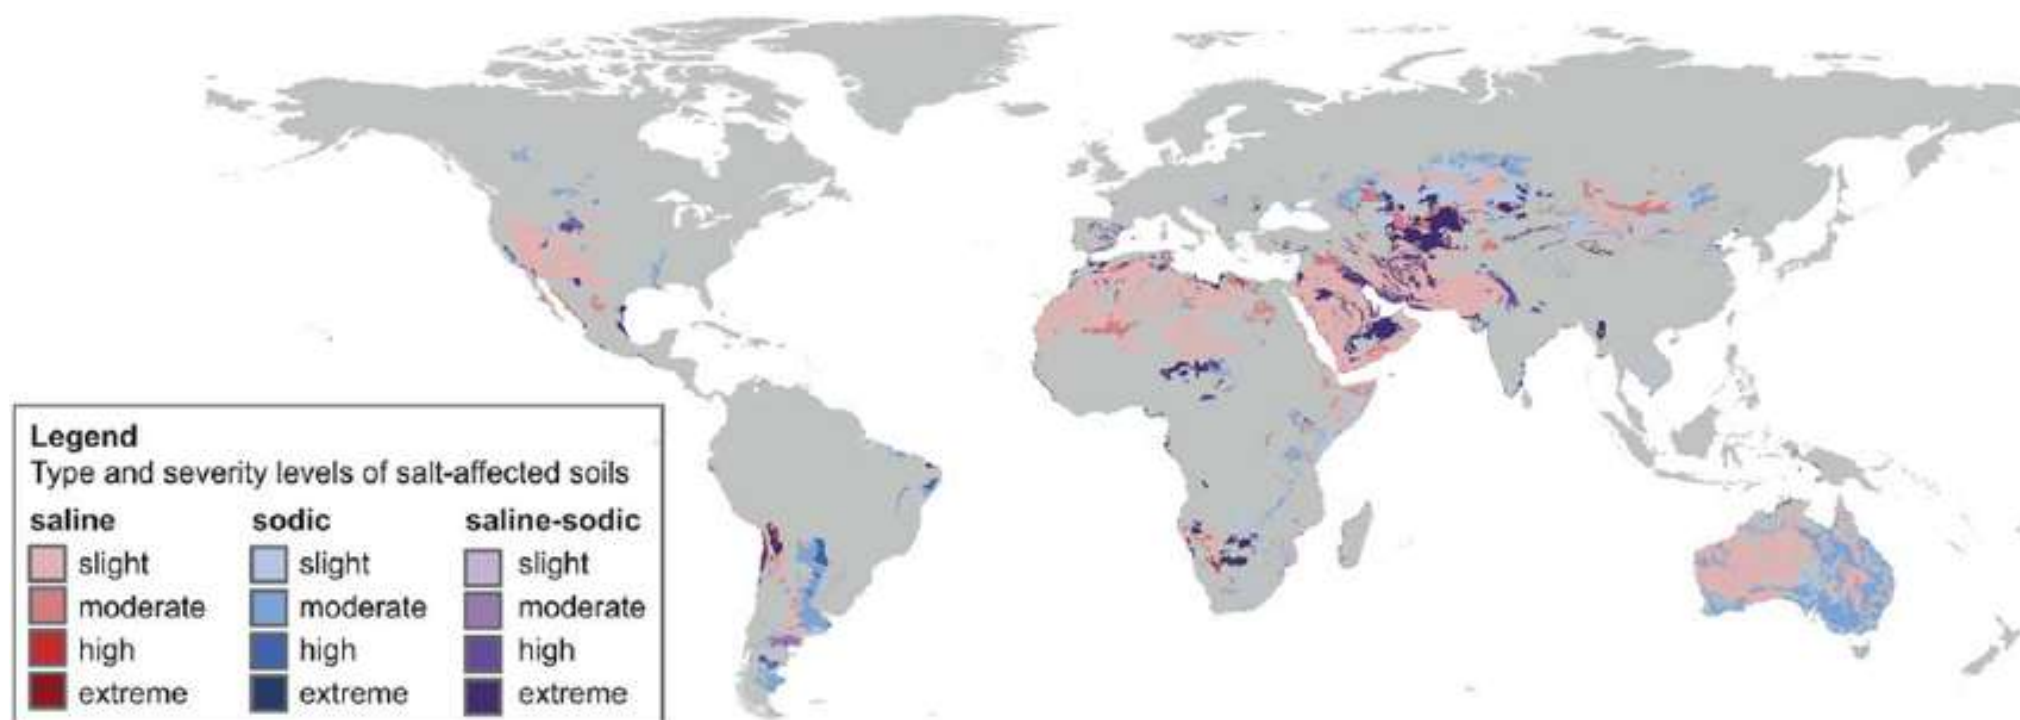 Legend
Type and severity levels of salt-affected soils
saline sodic saline-sodic
slight slight slight
moderate moderate moderate
high high high
extreme extreme extreme